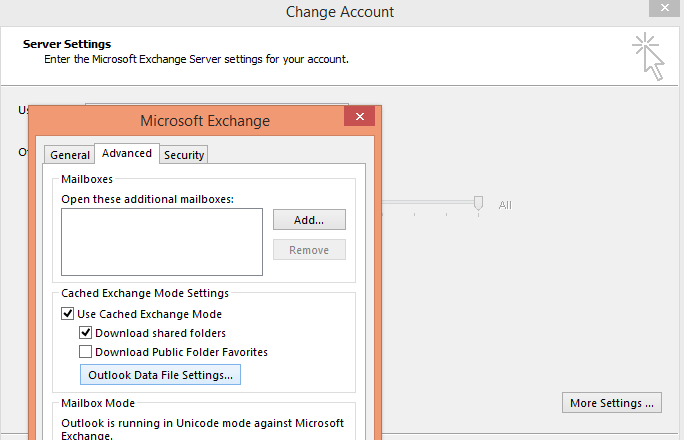 Change Account
Server Settings
Enter the Microsoft Exchange Server settings for your account.
Microsoft Exchange
General Advanced Security
Mailboxes
Open these additional mailboxes:
Add...
All
Remove
Cached Exchange Mode Settings
Use Cached Exchange Mode
Download shared folders
Download Public Folder Favorites
Outlook Data File Settings...
More Settings ...
Mailbox Mode
Outlook is running in Unicode mode against Microsoft
Exchange.